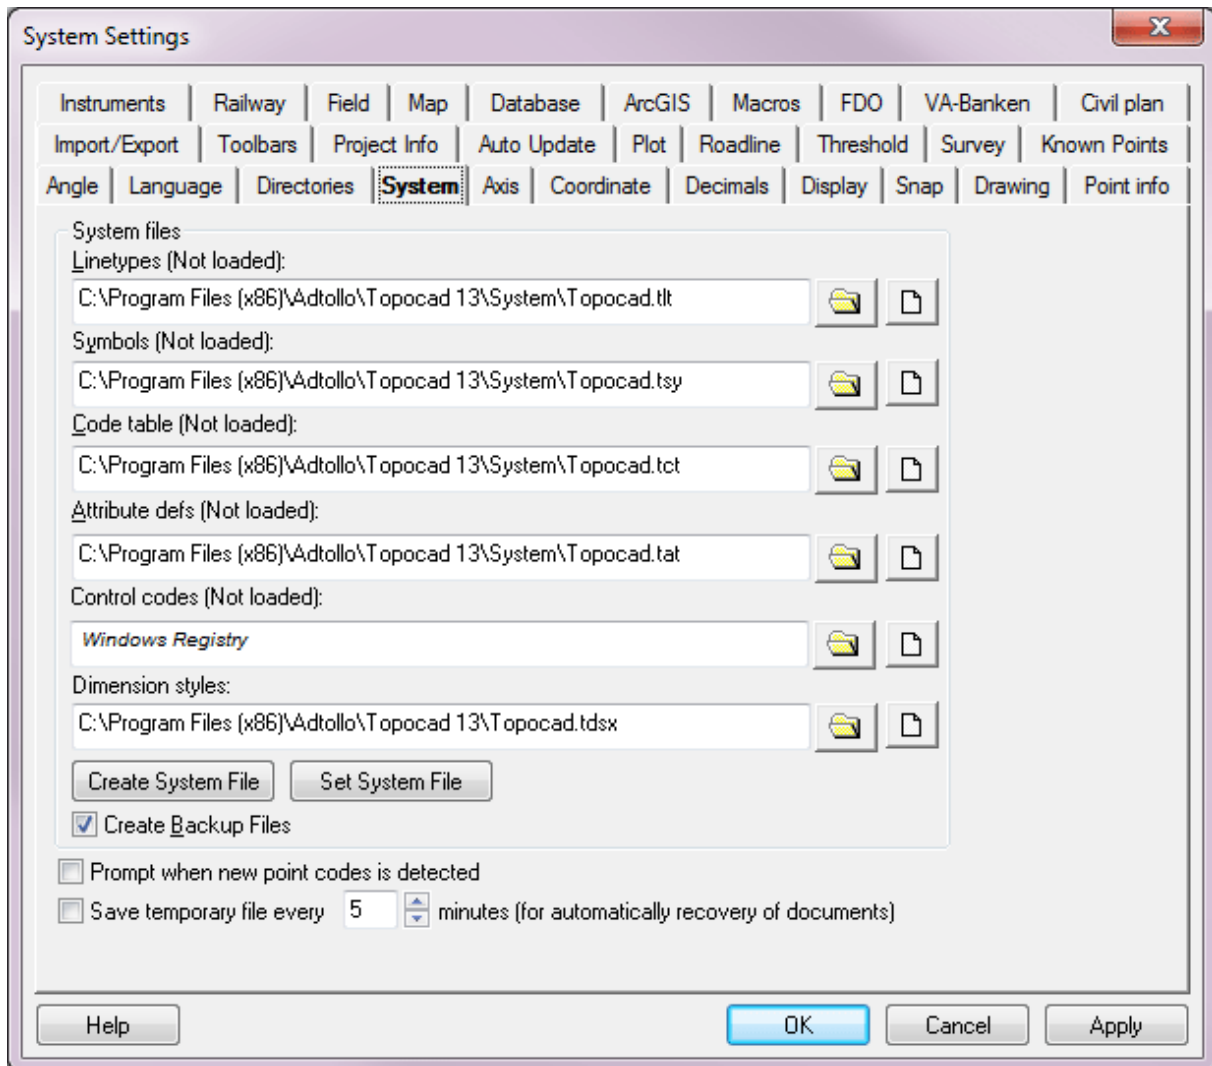 System Settings
Instruments Railway Field Map Database ArcGIS Macros FDO VA-Banken Civil plan
Import/Export Toolbars Project Info Auto Update Plot Roadline Threshold Survey Known Points
Angle Language Directories System Axis Coordinate Decimals Display Snap Drawing Point info
System files
Linetypes (Not loaded):
C:\Program Files (x86)\Adtollo\Topocad 13\System\Topocad.tlt
Symbols (Not loaded):
C:\Program Files (x86)\Adtollo\Topocad 13\System\Topocad.tsy
Code table (Not loaded):
C:\Program Files (x86)\Adtollo\Topocad 13\System\Topocad.tct
Attribute defs (Not loaded):
C:\Program Files (x86)\Adtollo\Topocad 13\System\Topocad.tat
Control codes (Not loaded):
Windows Registry
Dimension styles:
C:\Program Files (x86)\Adtollo\Topocad 13\Topocad.tdsx
Create System File Set System File
Create Backup Files
Prompt when new point codes is detected
Save temporary file every 5 minutes (for automatically recovery of documents)
Help OK Cancel Apply